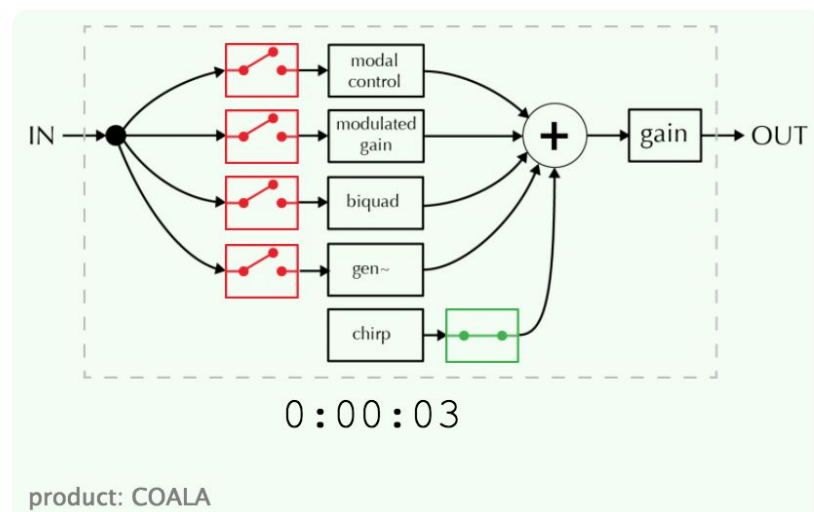 modal
control
modulated
gain
IN
+
gain
OUT
biquad
gen~
chirp
0:00:03
product: COALA